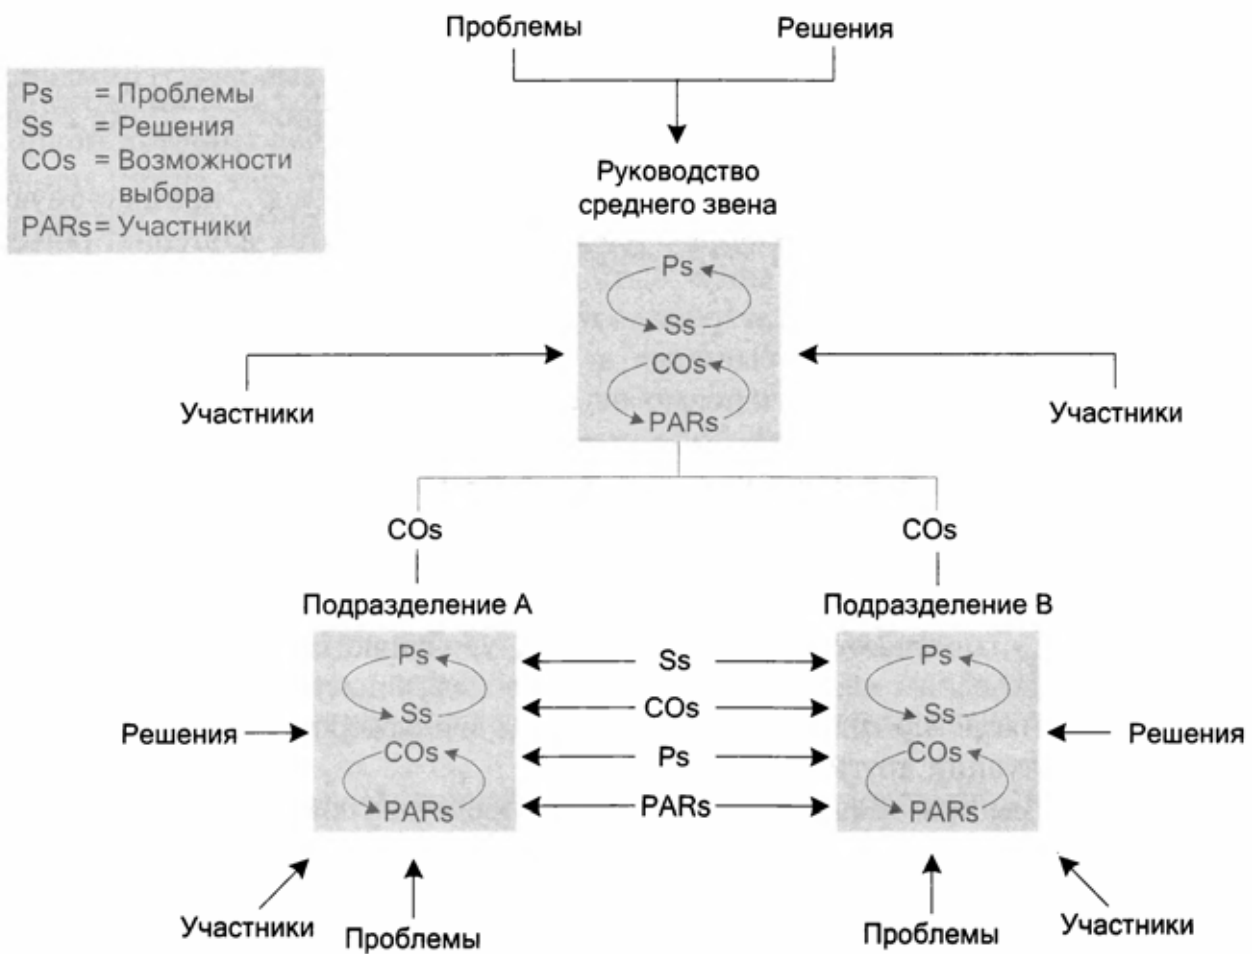 Проблемы
Решения
Ps = Проблемы
Ss = Решения
COs = Возможности
выбора
PARs = Участники
Руководство
среднего звена
Ps
Ss
COs
PARs
Участники
Участники
COs
COs
Подразделение А
Подразделение В
Ps
Ss
COs
PARs
Ss
COs
Ps
PARs
Ps
Ss
COs
PARs
Решения
Решения
Участники
Проблемы
Проблемы
Участники